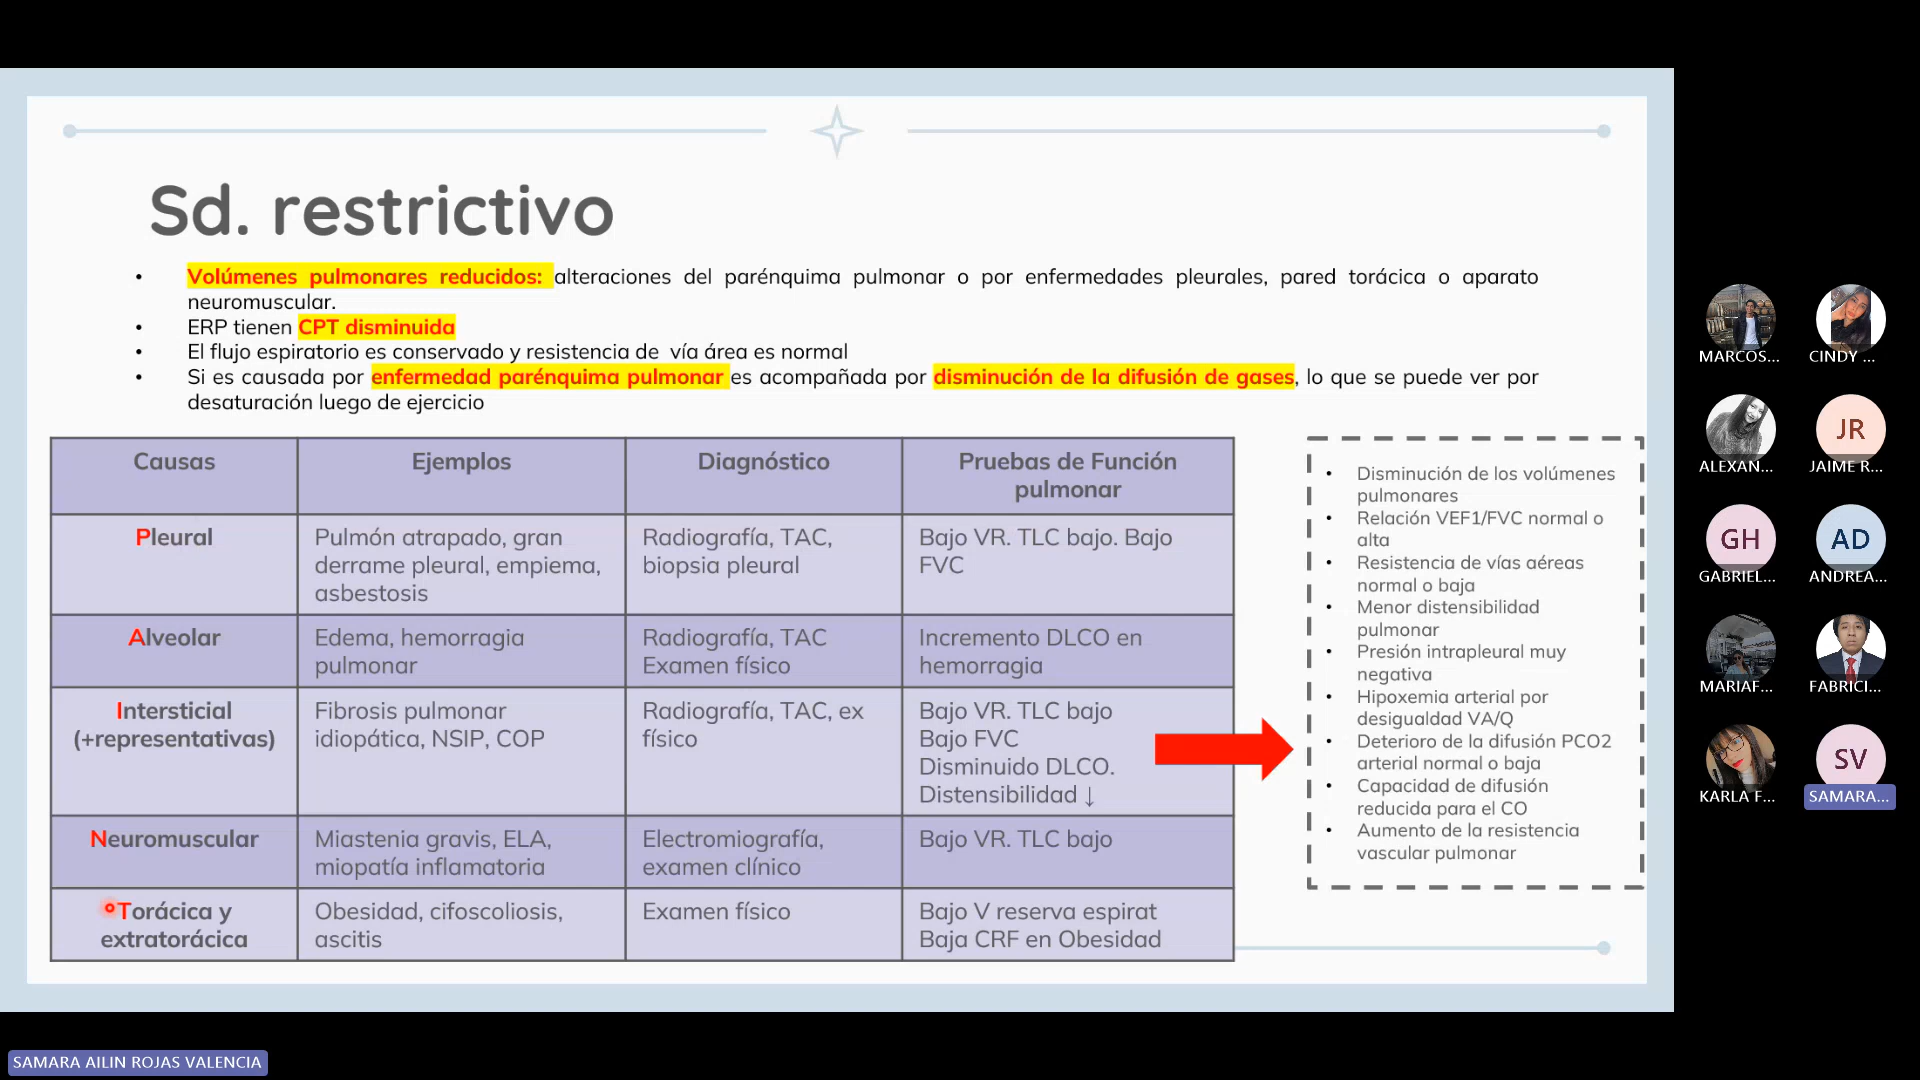 Sd. restrictivo
• Volúmenes pulmonares reducidos: alteraciones del parénquima pulmonar o por enfermedades pleurales, pared torácica o aparato
neuromuscular.
• ERP tienen CPT disminuida
• El flujo espiratorio es conservado y resistencia de vía área es normal
• Si es causada por enfermedad parénquima pulmonar es acompañada por disminución de la difusión de gases, lo que se puede ver por
desaturación luego de ejercicio
Causas
Ejemplos
Diagnóstico
Pruebas de Función
pulmonar
Pleural
Pulmón atrapado, gran
derrame pleural, empiema,
asbestosis
Radiografía, TAC,
biopsia pleural
Bajo VR. TLC bajo. Bajo
FVC
Alveolar
Edema, hemorragia
pulmonar
Radiografía, TAC
Examen físico
Incremento DLCO en
hemorragia
Intersticial
(+representativas)
Fibrosis pulmonar
idiopática, NSIP, COP
Radiografía, TAC, ex
físico
Bajo VR. TLC bajo
Bajo FVC
Disminuido DLCO.
Distensibilidad ↓
Neuromuscular
Miastenia gravis, ELA,
miopatía inflamatoria
Electromiografía,
examen clínico
Bajo VR. TLC bajo
Torácica y
extratorácica
Obesidad, cifoscoliosis,
ascitis
Examen físico
Bajo V reserva espirat
Baja CRF en Obesidad
• Disminución de los volúmenes
pulmonares
• Relación VEF1/FVC normal o
alta
• Resistencia de vías aéreas
normal o baja
• Menor distensibilidad
pulmonar
• Presión intrapleural muy
negativa
• Hipoxemia arterial por
desigualdad VA/Q
• Deterioro de la difusión PCO2
arterial normal o baja
• Capacidad de difusión
reducida para el CO
• Aumento de la resistencia
vascular pulmonar
MARCOS...
CINDY ...
ALEXAN...
JR
JAIME R...
GH
GABRIEL...
AD
ANDREA...
MARIAF...
FABRICI...
KARLA F...
SV
SAMARA...
SAMARA AILIN ROJAS VALENCIA